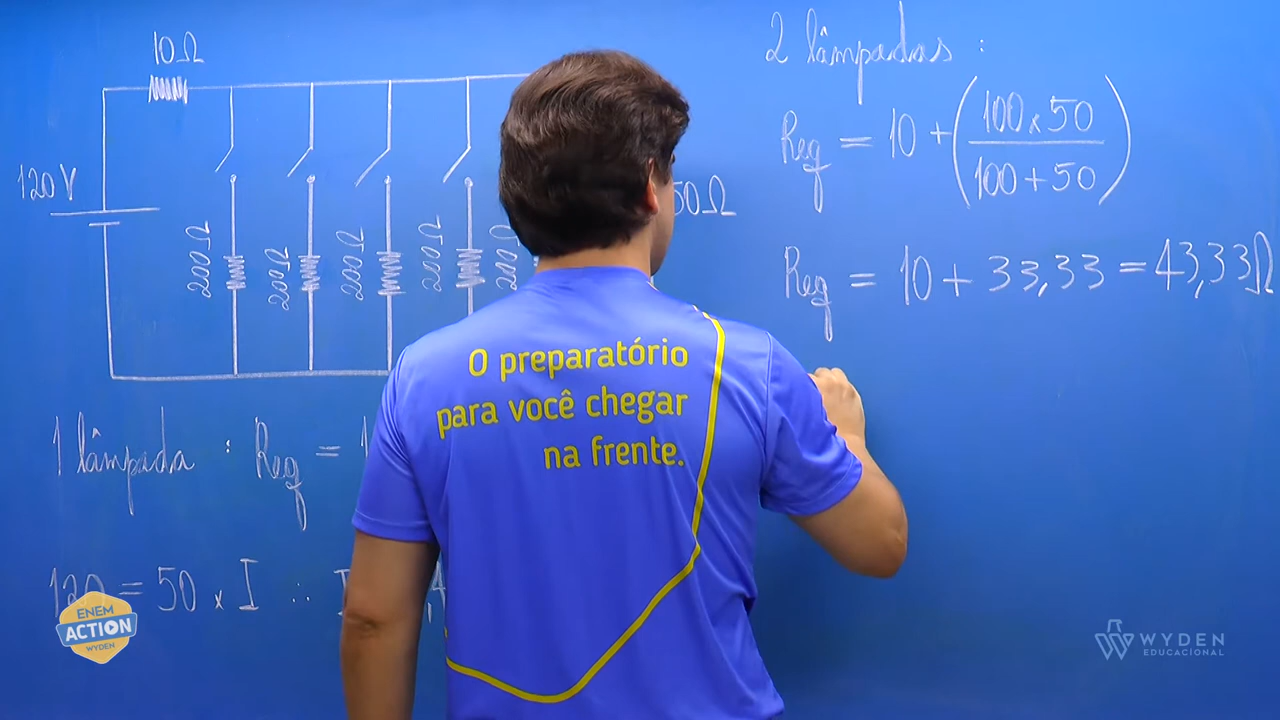 10Ω
120V
200Ω
200Ω
200Ω
200Ω
200Ω
50Ω
1 lâmpada : Req =
120 = 50 x I ∴ I
2 lâmpadas :
Req = 10 + (100 x 50 / 100 + 50)
Req = 10 + 33,33 = 43,33Ω
O preparatório
para você chegar
na frente.
ENEM
ACTION
WYDEN
WYDEN
EDUCACIONAL